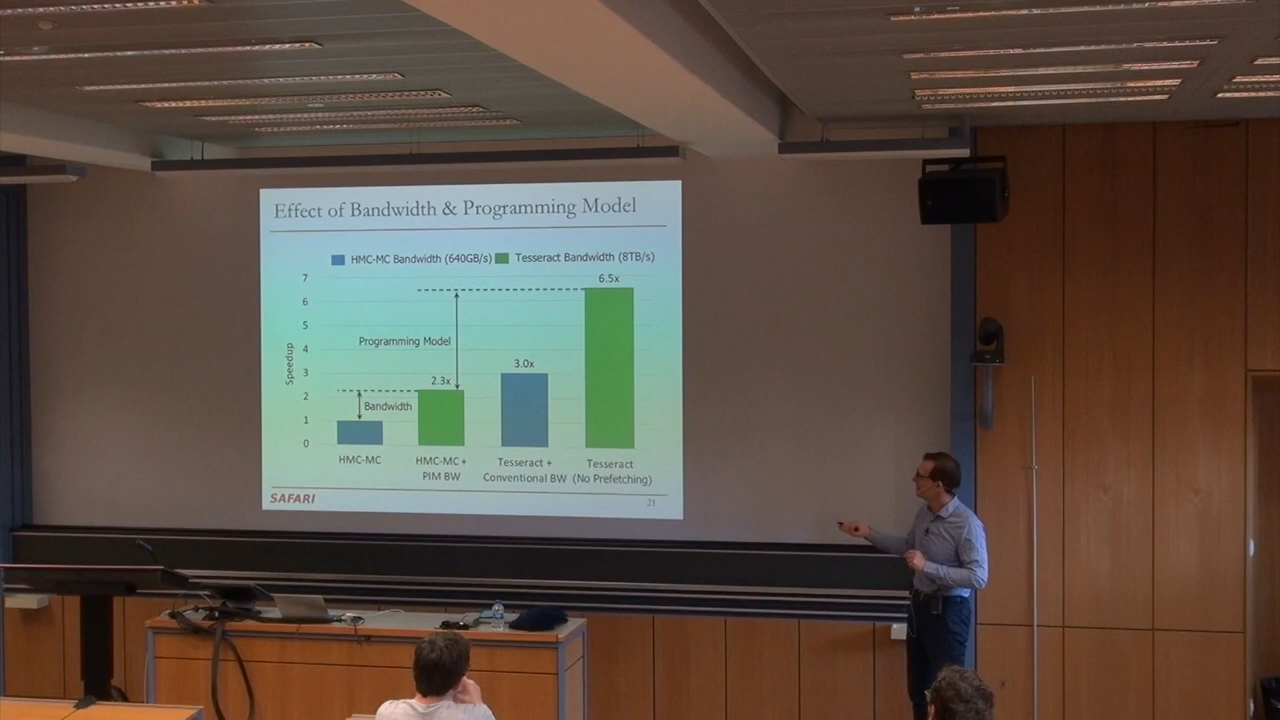 Effect of Bandwidth & Programming Model
HMC-MC Bandwidth (640GB/s) Tesseract Bandwidth (8TB/s)
7
6
5
4
3
2
1
0
Speedup
6.5x
Programming Model
3.0x
2.3x
Bandwidth
HMC-MC
HMC-MC +
PIM BW
Tesseract +
Conventional BW
Tesseract
(No Prefetching)
SAFARI
21